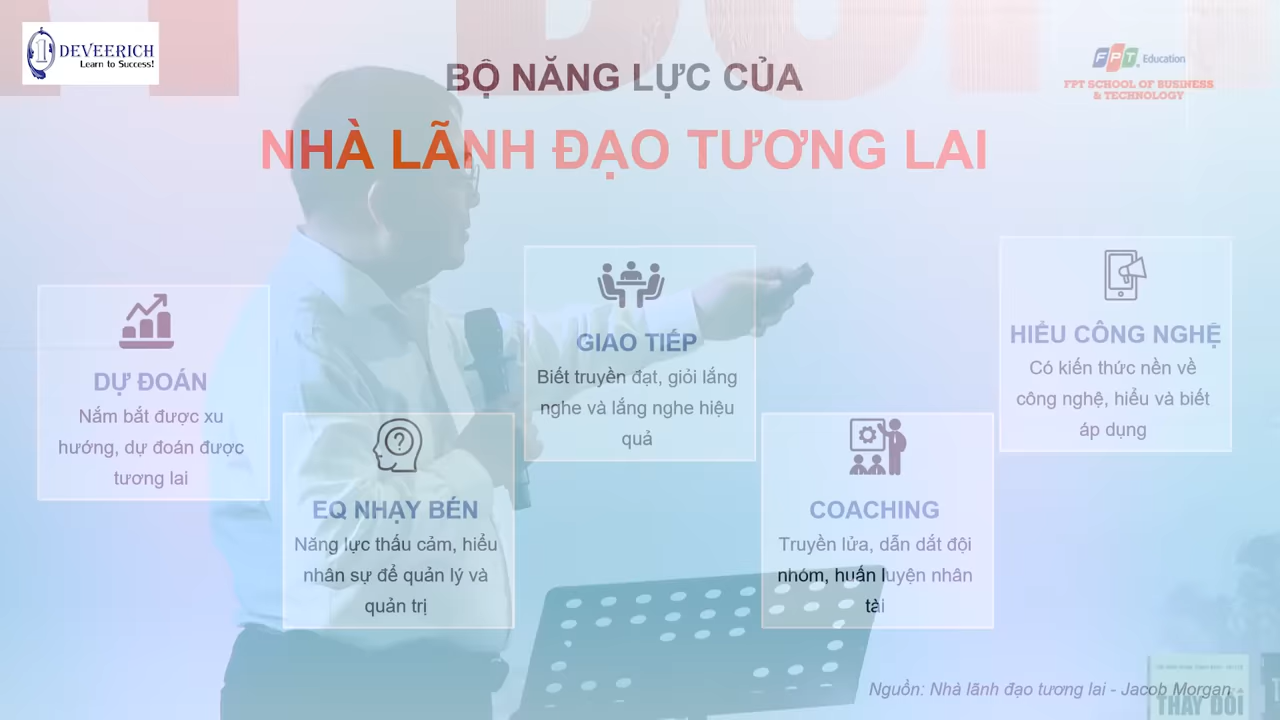 DEVEERICH
Learn to Success!
FPT Education
FPT SCHOOL OF BUSINESS
& TECHNOLOGY
BỘ NĂNG LỰC CỦA
NHÀ LÃNH ĐẠO TƯƠNG LAI
DỰ ĐOÁN
Nắm bắt được xu
hướng, dự đoán được
tương lai
EQ NHẠY BÉN
Năng lực thấu cảm, hiểu
nhân sự để quản lý và
quản trị
GIAO TIẾP
Biết truyền đạt, giỏi lắng
nghe và lắng nghe hiệu
quả
COACHING
Truyền lửa, dẫn dắt đội
nhóm, huấn luyện nhân
tài
HIỂU CÔNG NGHỆ
Có kiến thức nền về
công nghệ, hiểu và biết
áp dụng
Nguồn: Nhà lãnh đạo tương lai - Jacob Morgan
THAY ĐỔI